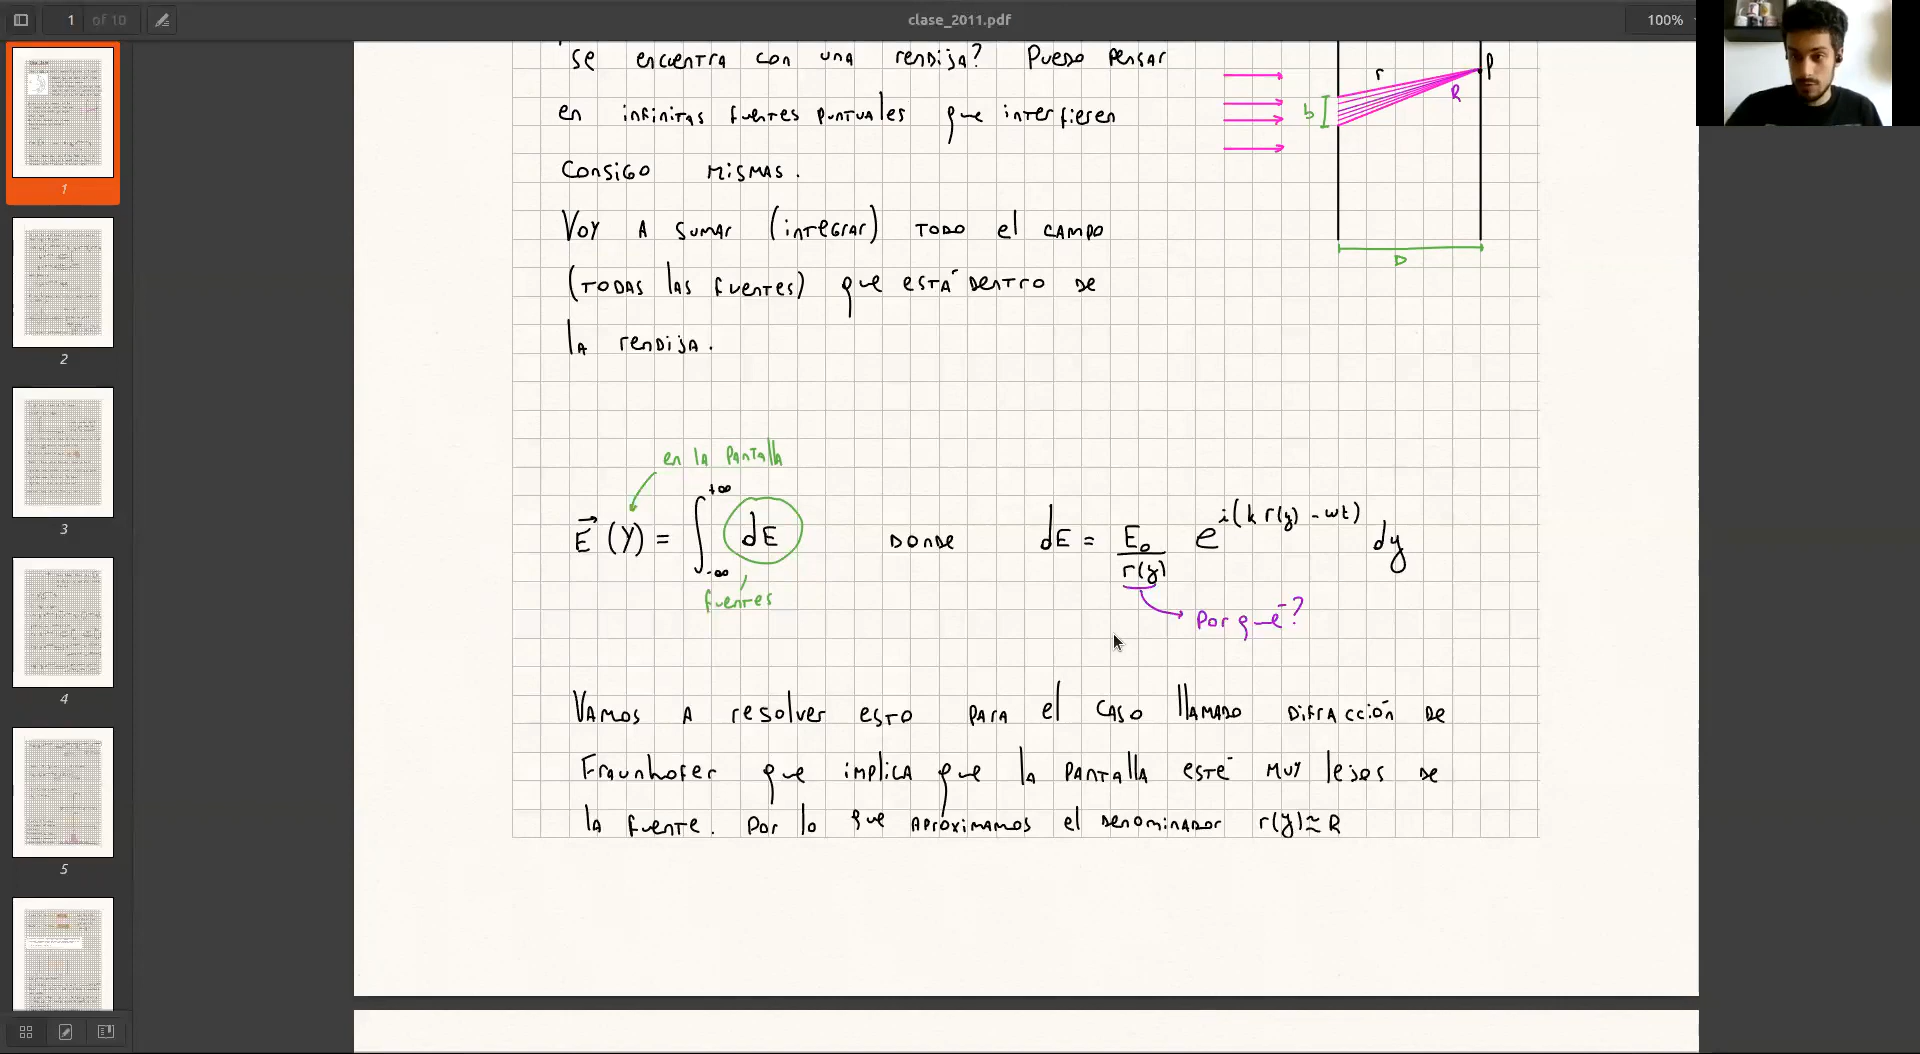 1 of 10
clase_2011.pdf
100%
se encuentra con una rendija? Puedo pensar
en infinitas fuentes puntuales que interfieren
consigo mismas.
Voy a sumar (integrar) todo el campo
(todas las fuentes) que está dentro de
la rendija.
r
P
R
b
D
en la pantalla
E⃗(Y) = ∫_{-∞}^{+∞} dE donde dE = E₀/r(y) e^{i(k r(y) - wt)} dy
fuentes
Por qué?
Vamos a resolver esto para el caso llamado difracción de
Fraunhofer que implica que la pantalla esté muy lejos de
la fuente. Por lo que aproximamos el denominador r(y)≈R
1
2
3
4
5